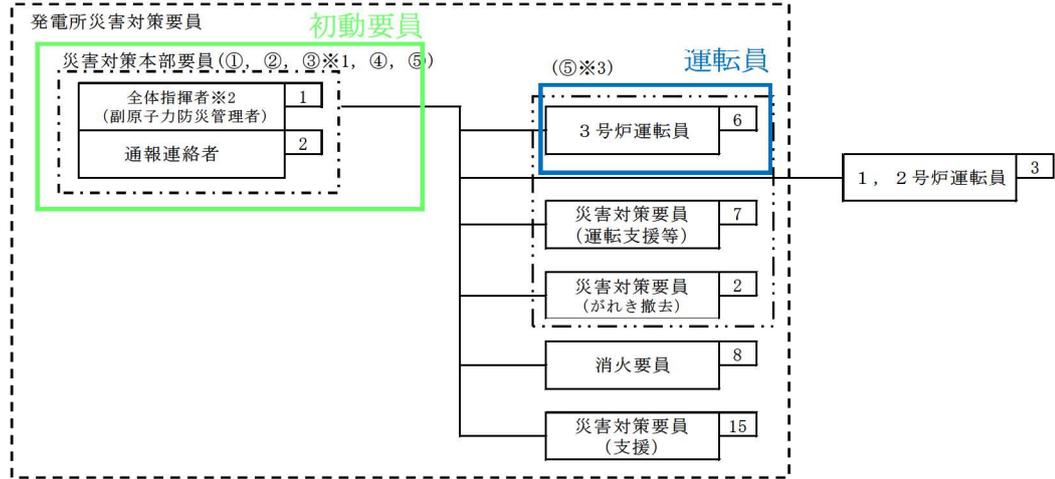 発電所災害対策要員
初動要員
災害対策本部要員(①, ②, ③※1, ④, ⑤)
全体指揮者※2
(副原子力防災管理者)
1
通報連絡者
2
(⑤※3)
運転員
3号炉運転員
6
1, 2号炉運転員
3
災害対策要員
(運転支援等)
7
災害対策要員
(がれき撤去)
2
消火要員
8
災害対策要員
(支援)
15